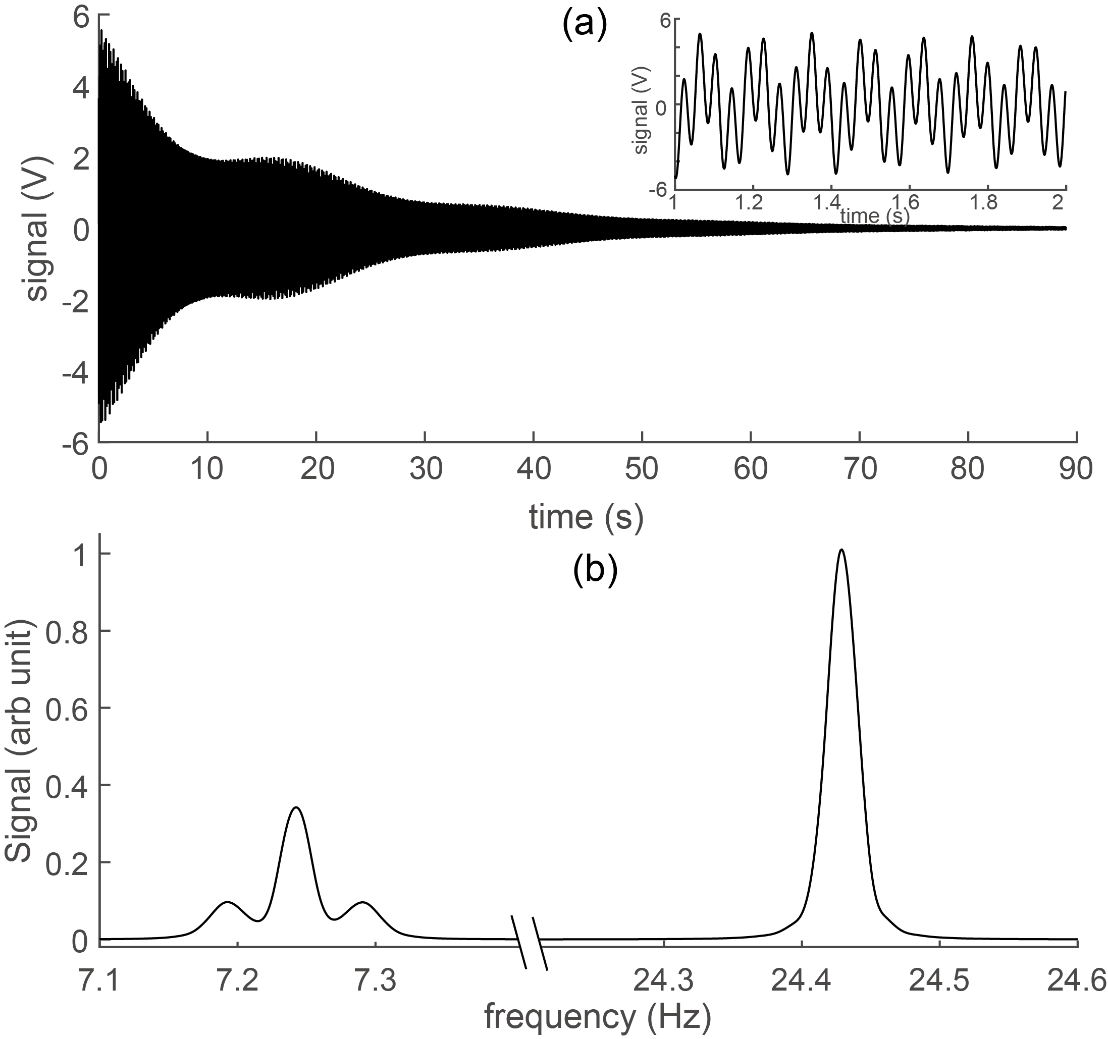 (a)
6
4
2
0
-2
-4
-6
signal (V)
0 10 20 30 40 50 60 70 80 90
time (s)
6
0
-6
signal (V)
1 1.2 1.4 1.6 1.8 2
time (s)
(b)
1
0.8
0.6
0.4
0.2
0
Signal (arb unit)
7.1 7.2 7.3 24.3 24.4 24.5 24.6
frequency (Hz)